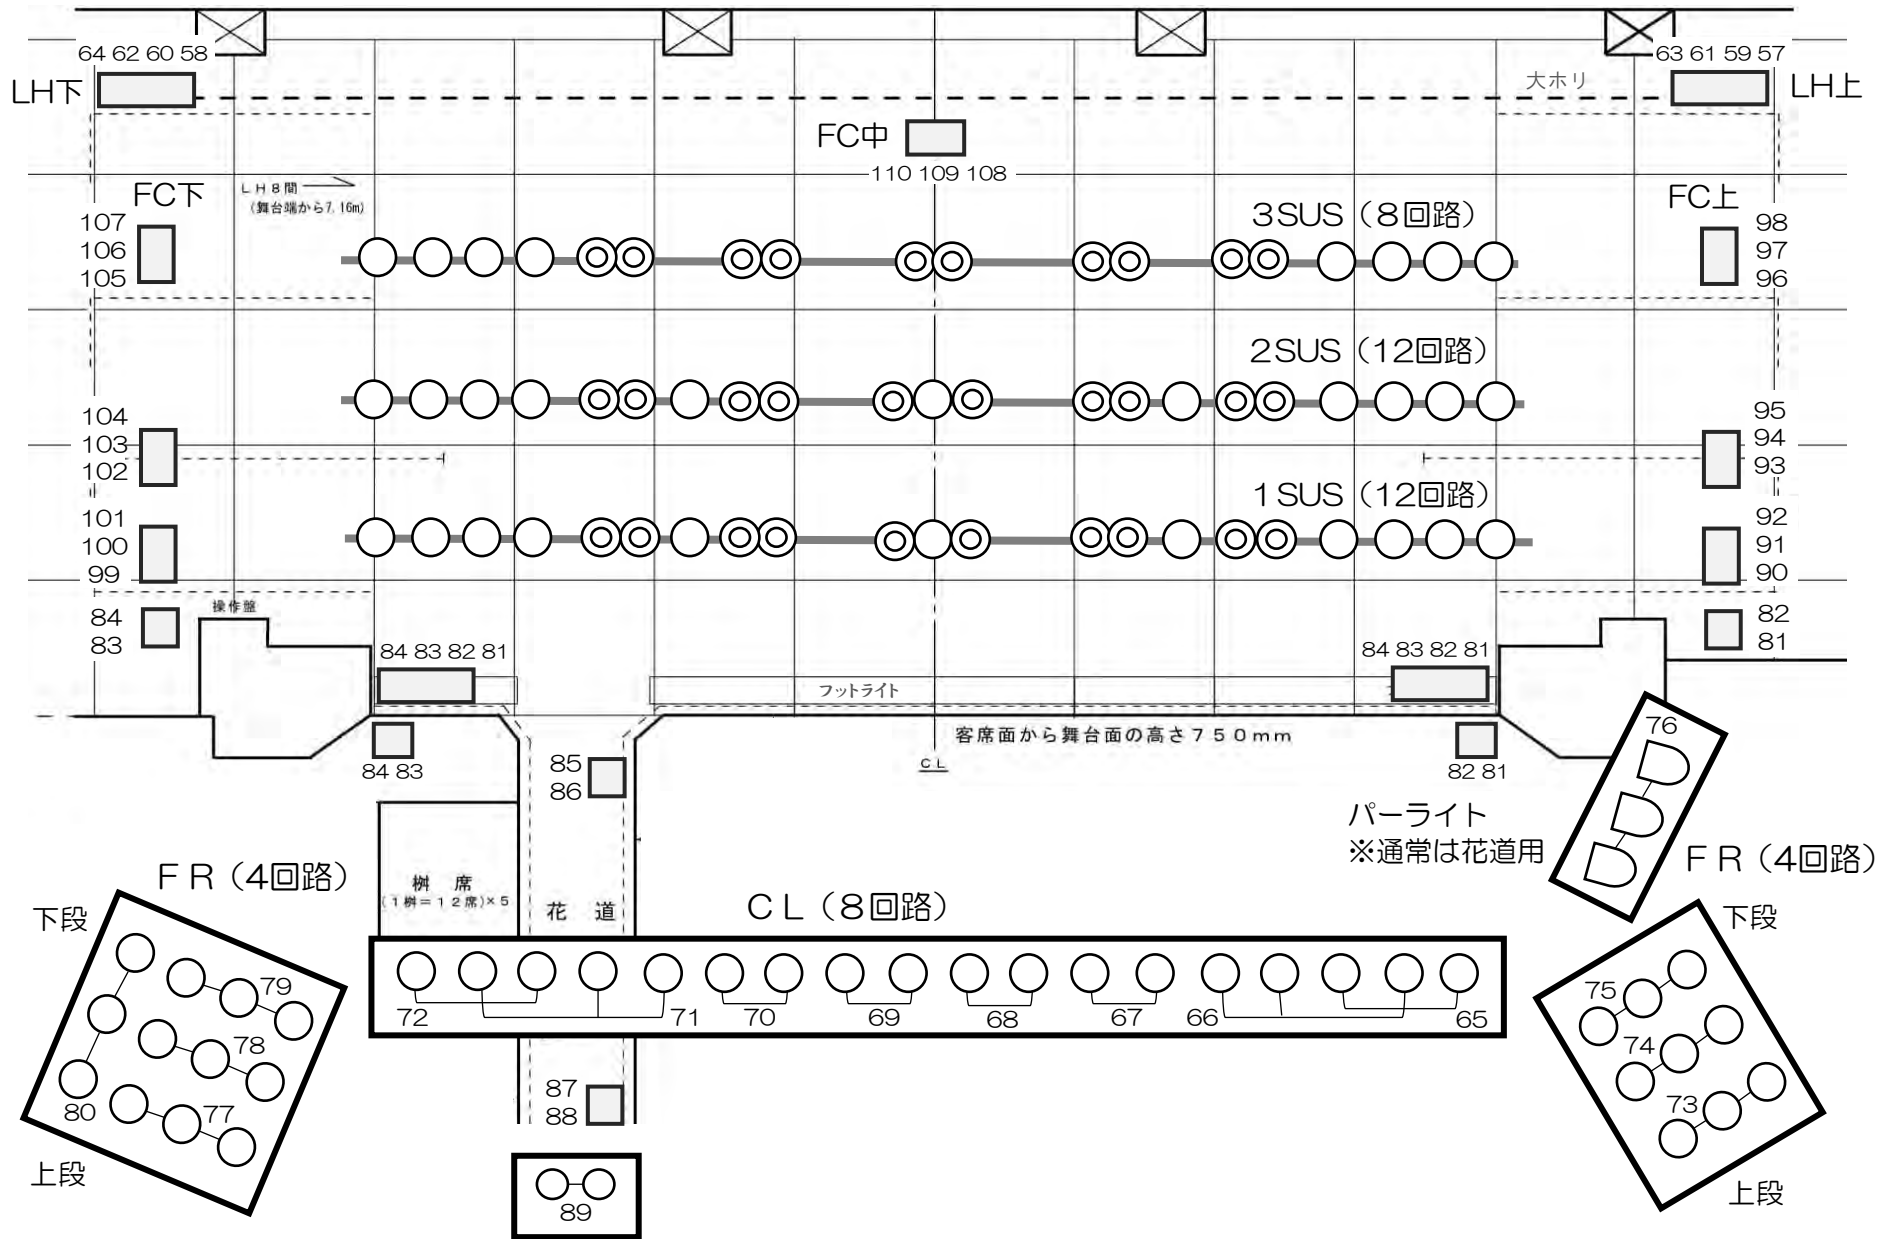 64 62 60 58
63 61 59 57
LH下
大ホリ
LH上
FC中
110 109 108
FC下
LH8間
(舞台端から7.16m)
FC上
107
106
105
3SUS（8回路）
98
97
96
2SUS（12回路）
104
103
102
95
94
93
1SUS（12回路）
101
100
99
92
91
90
操作盤
84
83
82
81
84 83 82 81
84 83 82 81
フットライト
客席面から舞台面の高さ750mm
CL
84 83
85
86
82 81
76
パーライト
※通常は花道用
FR（4回路）
FR（4回路）
桝 席
(1桝=12席)×5
花 道
CL（8回路）
下段
下段
79
78
77
80
上段
72
71
70
69
68
67
66
65
75
74
73
上段
87
88
89